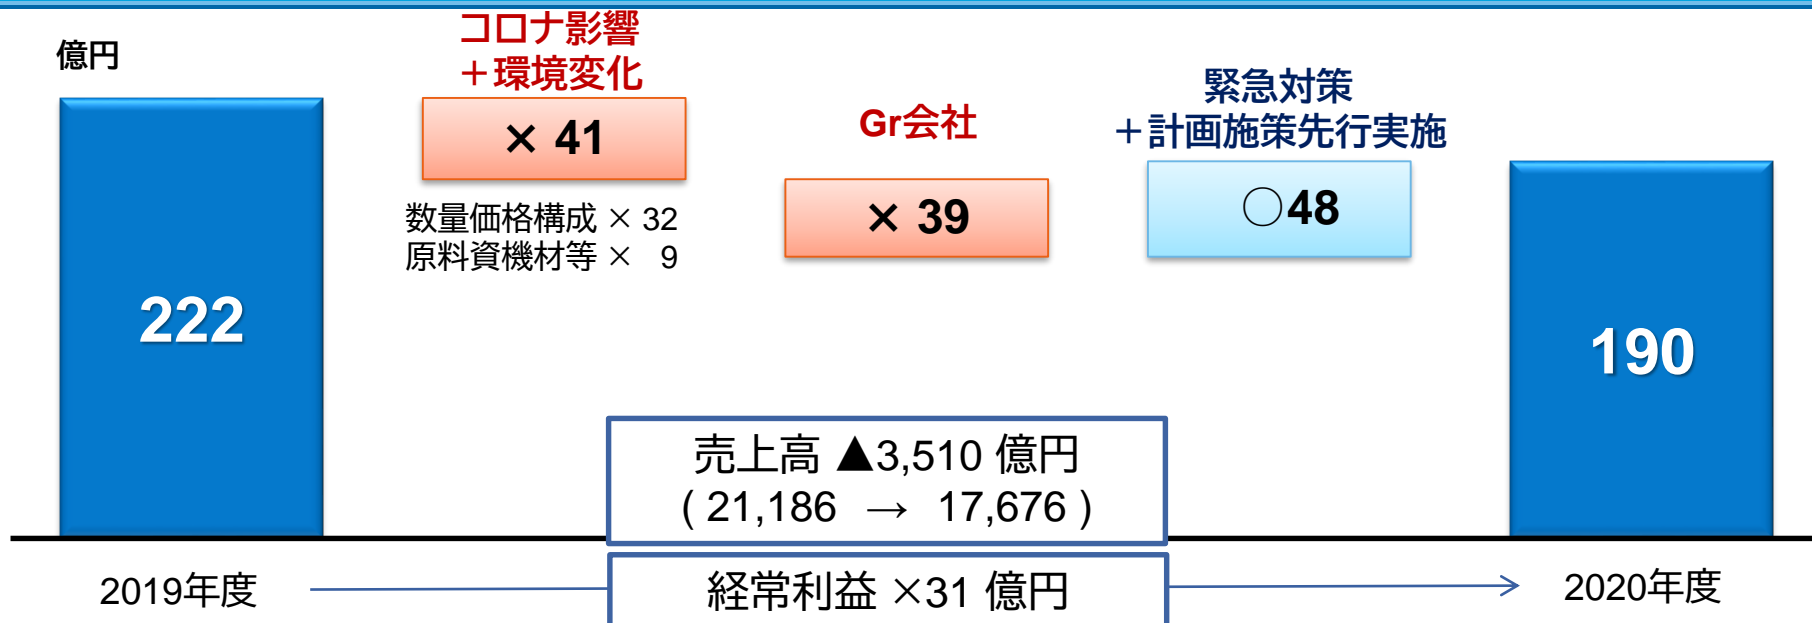 億円
コロナ影響
＋環境変化
× 41
数量価格構成 × 32
原料資機材等 × 9
Gr会社
× 39
緊急対策
＋計画施策先行実施
○48
222
190
売上高 ▲3,510 億円
( 21,186 → 17,676 )
2019年度
経常利益 ×31 億円
2020年度